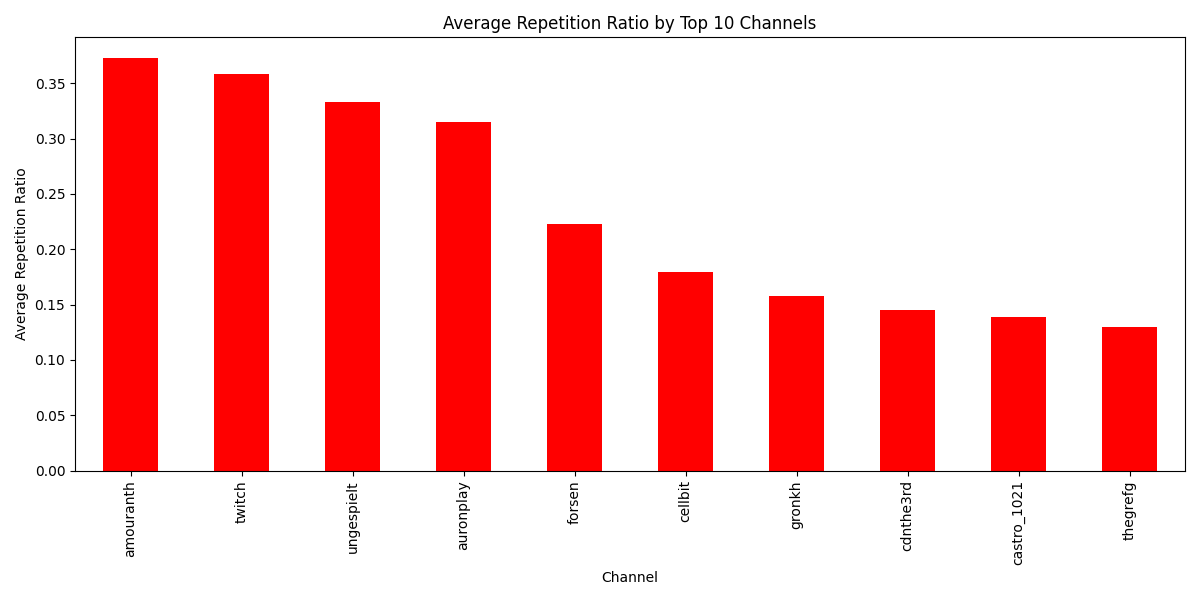 Average Repetition Ratio by Top 10 Channels
Average Repetition Ratio
0.35
0.30
0.25
0.20
0.15
0.10
0.05
0.00
amouranth
twitch
ungespielt
auronplay
forsen
cellbit
gronkh
cdnthe3rd
castro_1021
thegrefg
Channel